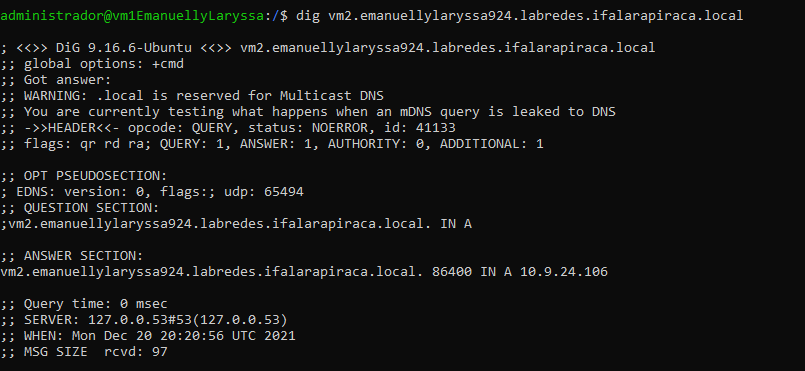 administrador@vm1EmanuellyLaryssa:/$ dig vm2.emanuellylaryssa924.labredes.ifalarapiraca.local
; <<>> DiG 9.16.6-Ubuntu <<>> vm2.emanuellylaryssa924.labredes.ifalarapiraca.local
;; global options: +cmd
;; Got answer:
;; WARNING: .local is reserved for Multicast DNS
;; You are currently testing what happens when an mDNS query is leaked to DNS
;; ->>HEADER<<- opcode: QUERY, status: NOERROR, id: 41133
;; flags: qr rd ra; QUERY: 1, ANSWER: 1, AUTHORITY: 0, ADDITIONAL: 1
;; OPT PSEUDOSECTION:
; EDNS: version: 0, flags:; udp: 65494
;; QUESTION SECTION:
;vm2.emanuellylaryssa924.labredes.ifalarapiraca.local. IN A
;; ANSWER SECTION:
vm2.emanuellylaryssa924.labredes.ifalarapiraca.local. 86400 IN A 10.9.24.106
;; Query time: 0 msec
;; SERVER: 127.0.0.53#53(127.0.0.53)
;; WHEN: Mon Dec 20 20:20:56 UTC 2021
;; MSG SIZE  rcvd: 97